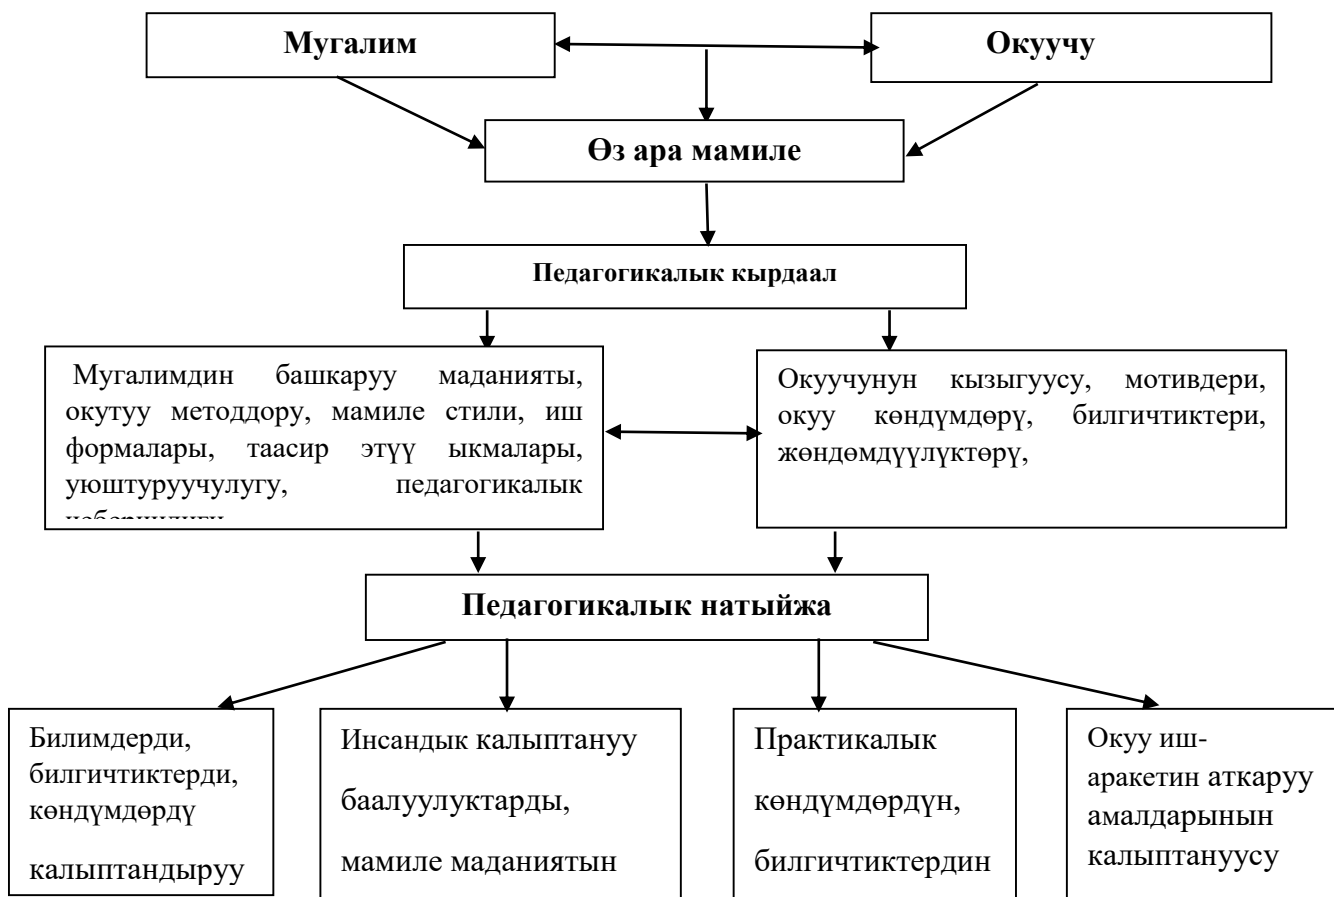 Мугалим
Окуучу
Өз ара мамиле
Педагогикалык кырдаал
Мугалимдин башкаруу маданияты,
окутуу методдору, мамиле стили, иш
формалары, таасир этүү ыкмалары,
уюштуруучулугу, педагогикалык
Окуучунун кызыгуусу, мотивдери,
окуу көндүмдөрү, билгичтиктери,
жөндөмдүүлүктөрү,
Педагогикалык натыйжа
Билимдерди,
билгичтиктерди,
көндүмдөрдү
калыптандыруу
Инсандык калыптануу
баалуулуктарды,
мамиле маданиятын
Практикалык
көндүмдөрдүн,
билгичтиктердин
Окуу иш-
аракетин аткаруу
амалдарынын
калыптануусу